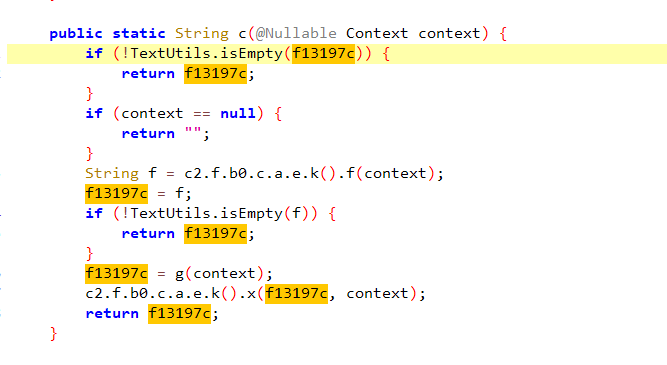 public static String c(@Nullable Context context) {
if (!TextUtils.isEmpty(f13197c)) {
return f13197c;
}
if (context == null) {
return "";
}
String f = c2.f.b0.c.a.e.k().f(context);
f13197c = f;
if (!TextUtils.isEmpty(f)) {
return f13197c;
}
f13197c = g(context);
c2.f.b0.c.a.e.k().x(f13197c, context);
return f13197c;
}